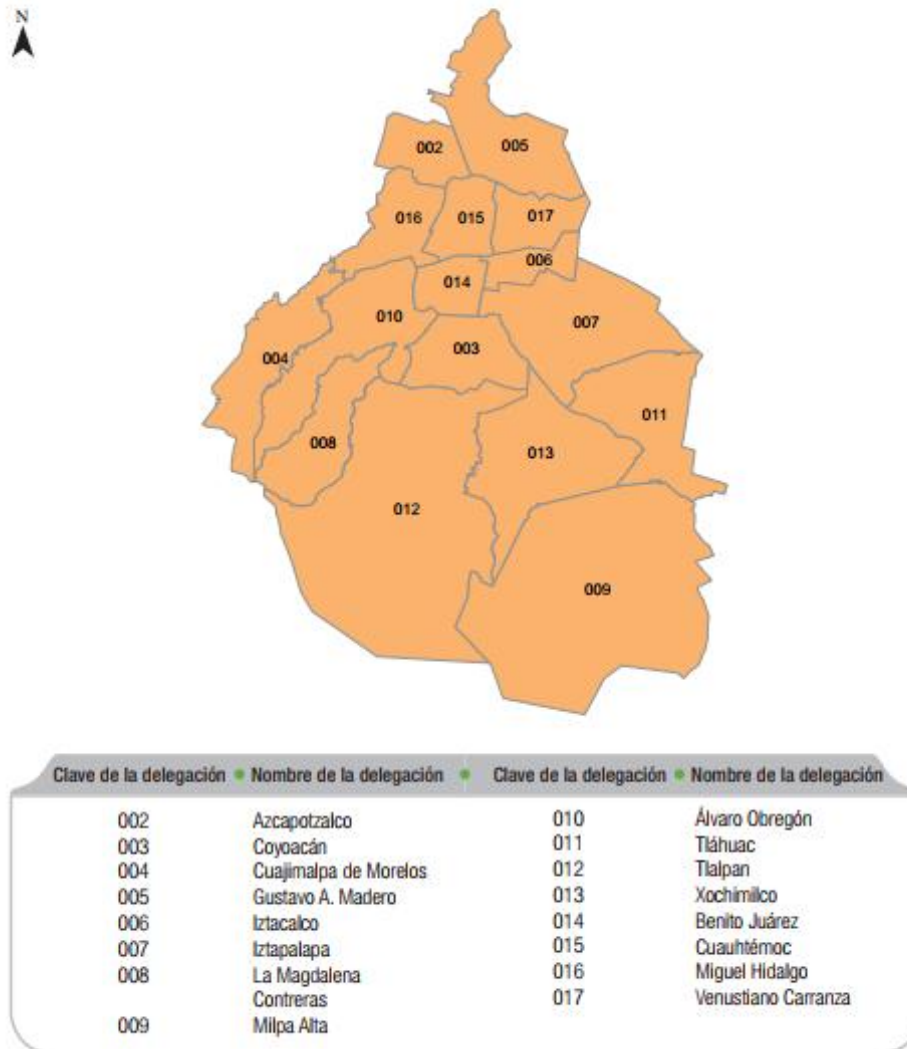 N
002
005
016
015
017
006
014
010
007
003
004
011
008
013
012
009
Clave de la delegación • Nombre de la delegación • Clave de la delegación • Nombre de la delegación
002 Azcapotzalco 010 Álvaro Obregón
003 Coyoacán 011 Tláhuac
004 Cuajimalpa de Morelos 012 Tlalpan
005 Gustavo A. Madero 013 Xochimilco
006 Iztacalco 014 Benito Juárez
007 Iztapalapa 015 Cuauhtémoc
008 La Magdalena 016 Miguel Hidalgo
Contreras 017 Venustiano Carranza
009 Milpa Alta